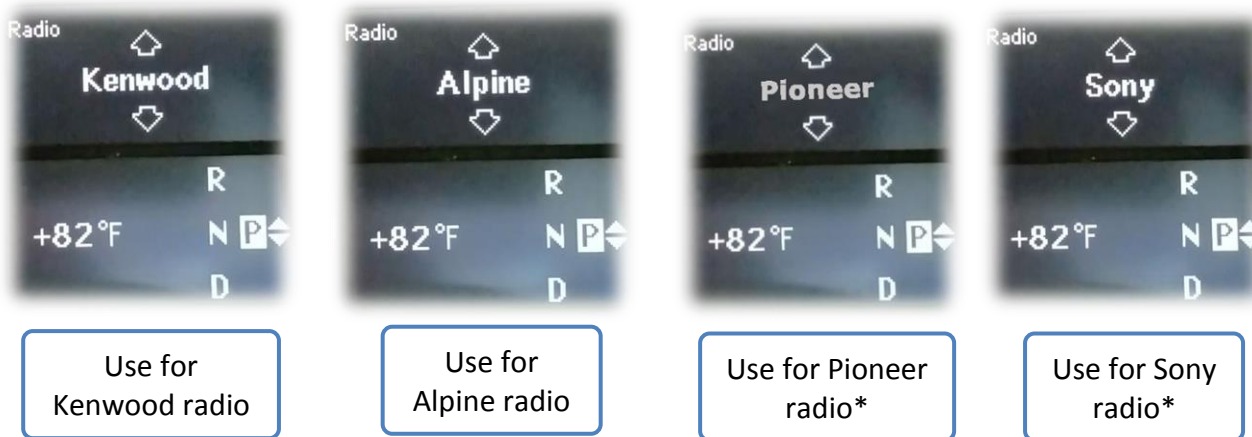 Radio
Kenwood
R
+82°F N P
D
Use for
Kenwood radio
Radio
Alpine
R
+82°F N P
D
Use for
Alpine radio
Radio
Pioneer
R
+82°F N P
D
Use for Pioneer
radio*
Radio
Sony
R
+82°F N P
D
Use for Sony
radio*